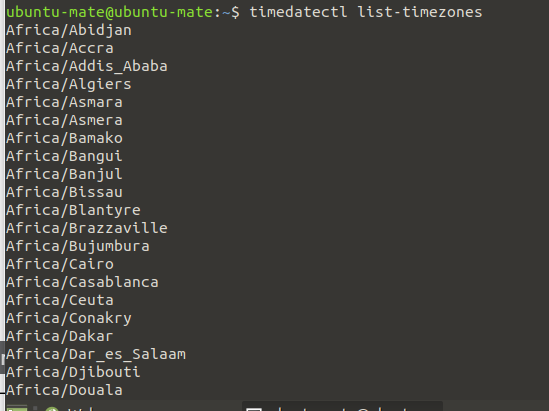 ubuntu-mate@ubuntu-mate:~$ timedatectl list-timezones
Africa/Abidjan
Africa/Accra
Africa/Addis_Ababa
Africa/Algiers
Africa/Asmara
Africa/Asmera
Africa/Bamako
Africa/Bangui
Africa/Banjul
Africa/Bissau
Africa/Blantyre
Africa/Brazzaville
Africa/Bujumbura
Africa/Cairo
Africa/Casablanca
Africa/Ceuta
Africa/Conakry
Africa/Dakar
Africa/Dar_es_Salaam
Africa/Djibouti
Africa/Douala